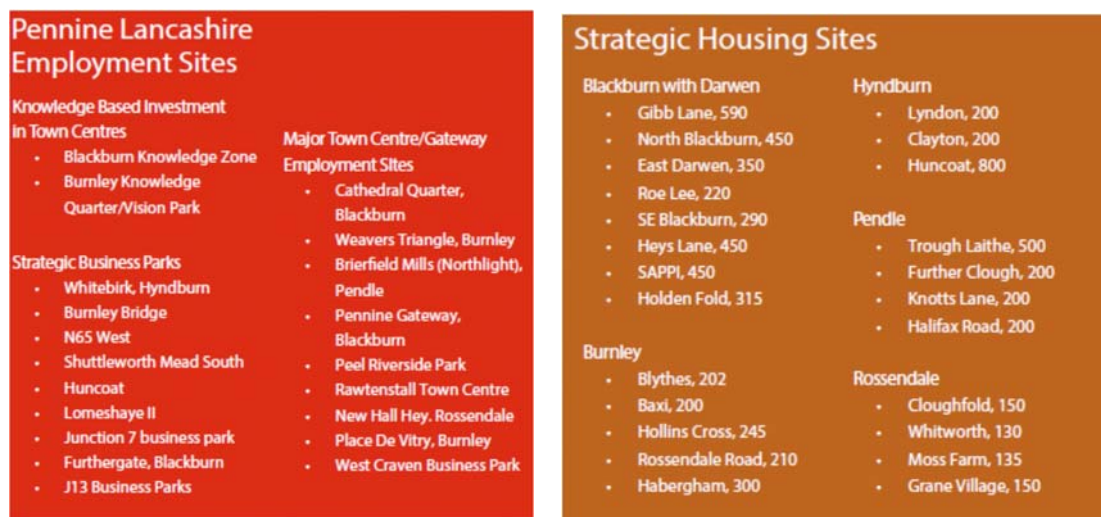 Pennine Lancashire
Employment Sites
Knowledge Based Investment
in Town Centres
• Blackburn Knowledge Zone
• Burnley Knowledge
Quarter/Vision Park
Strategic Business Parks
• Whitebirk, Hyndburn
• Burnley Bridge
• N65 West
• Shuttleworth Mead South
• Huncoat
• Lomeshaye II
• Junction 7 business park
• Furthergate, Blackburn
• J13 Business Parks
Major Town Centre/Gateway
Employment SItes
• Cathedral Quarter,
Blackburn
• Weavers Triangle, Burnley
• Brierfield Mills (Northlight),
Pendle
• Pennine Gateway,
Blackburn
• Peel Riverside Park
• Rawtenstall Town Centre
• New Hall Hey. Rossendale
• Place De Vitry, Burnley
• West Craven Business Park
Strategic Housing Sites
Blackburn with Darwen
• Gibb Lane, 590
• North Blackburn, 450
• East Darwen, 350
• Roe Lee, 220
• SE Blackburn, 290
• Heys Lane, 450
• SAPPI, 450
• Holden Fold, 315
Burnley
• Blythes, 202
• Baxi, 200
• Hollins Cross, 245
• Rossendale Road, 210
• Habergham, 300
Hyndburn
• Lyndon, 200
• Clayton, 200
• Huncoat, 800
Pendle
• Trough Laithe, 500
• Further Clough, 200
• Knotts Lane, 200
• Halifax Road, 200
Rossendale
• Cloughfold, 150
• Whitworth, 130
• Moss Farm, 135
• Grane Village, 150